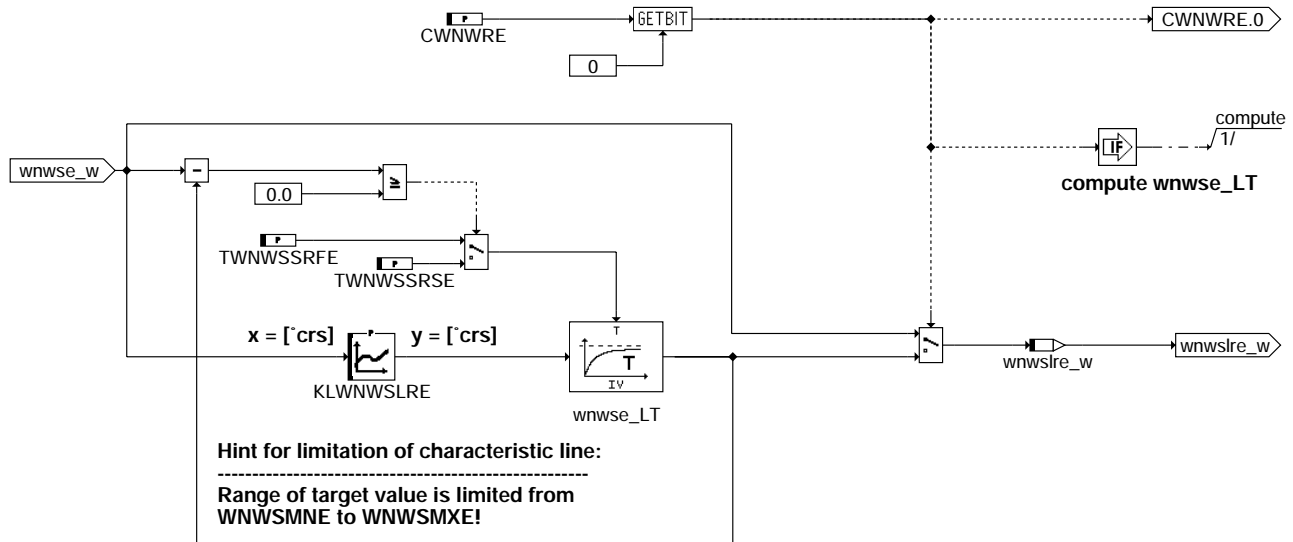 P
GETBIT
CWNWRE.0
CWNWRE
0
compute
1/
IF
wnwse_w
-
≥
compute wnwse_LT
0.0
P
TWNWSSRFE
P
TWNWSSRSE
T
x = [°crs]
P
y = [°crs]
T
wnwslre_w
wnwslre_w
KLWNWSLRE
IV
wnwse_LT
Hint for limitation of characteristic line:
------------------------------------------------------
Range of target value is limited from
WNWSMNE to WNWSMXE!